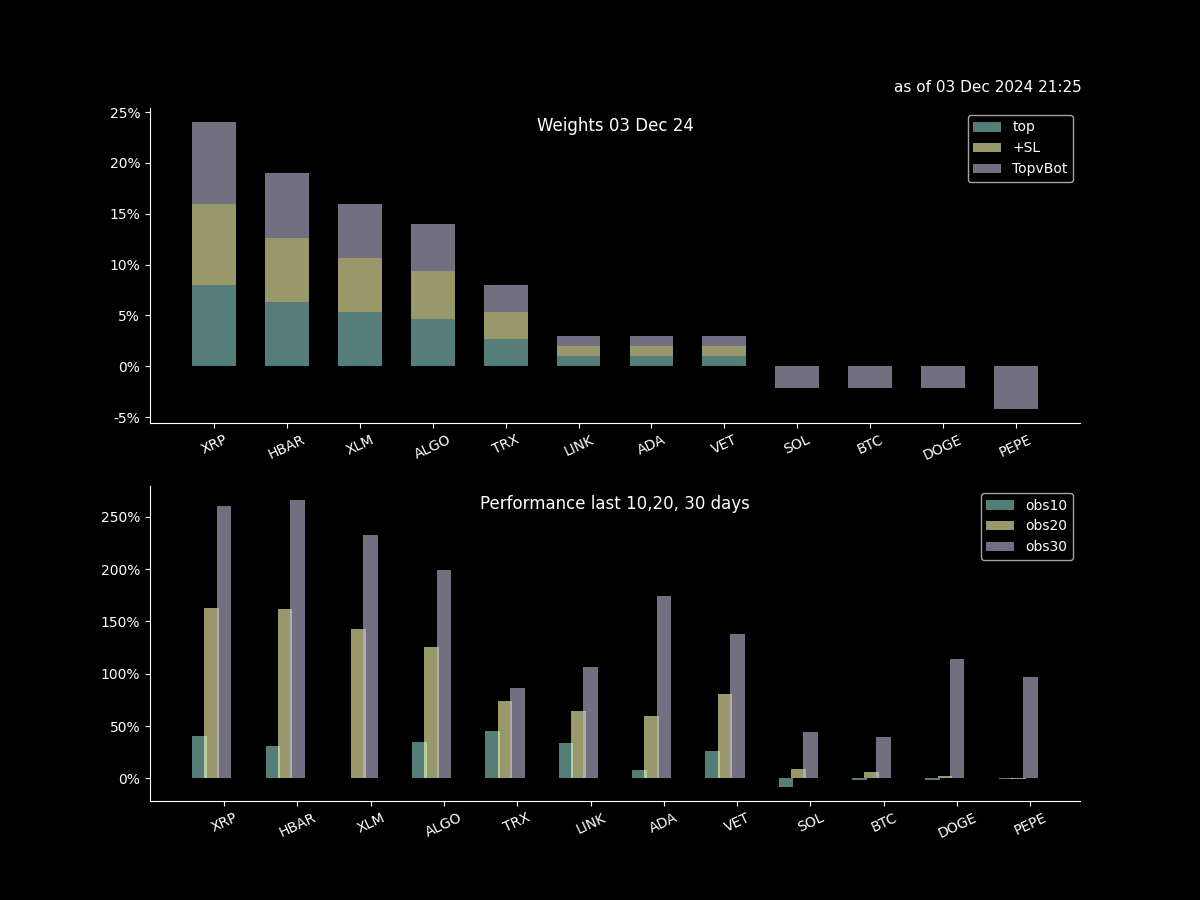 as of 03 Dec 2024 21:25
Weights 03 Dec 24
top
+SL
TopvBot
25%
20%
15%
10%
5%
0%
-5%
XRP HBAR XLM ALGO TRX LINK ADA VET SOL BTC DOGE PEPE
Performance last 10,20, 30 days
obs10
obs20
obs30
250%
200%
150%
100%
50%
0%
XRP HBAR XLM ALGO TRX LINK ADA VET SOL BTC DOGE PEPE